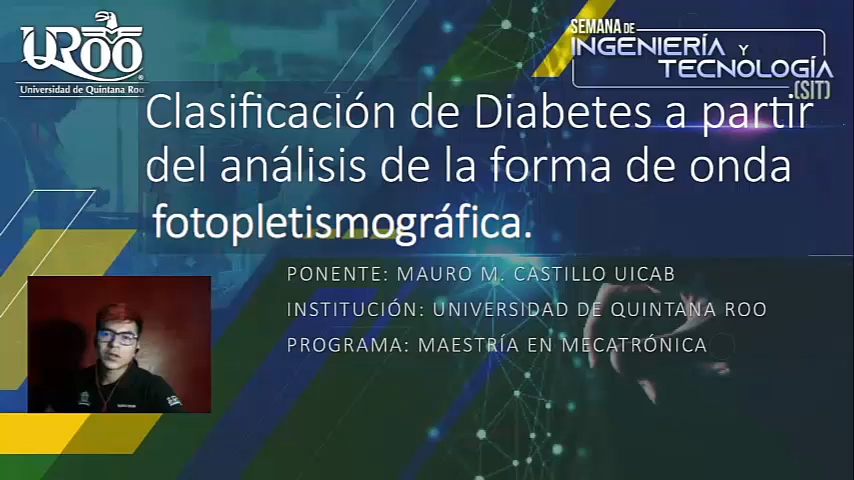 UROO
Universidad de Quintana Roo
SEMANA DE
INGENIERÍA Y
TECNOLOGÍA
(SIT)
Clasificación de Diabetes a partir
del análisis de la forma de onda
fotopletismográfica.
PONENTE: MAURO M. CASTILLO UICAB
INSTITUCIÓN: UNIVERSIDAD DE QUINTANA ROO
PROGRAMA: MAESTRÍA EN MECATRÓNICA